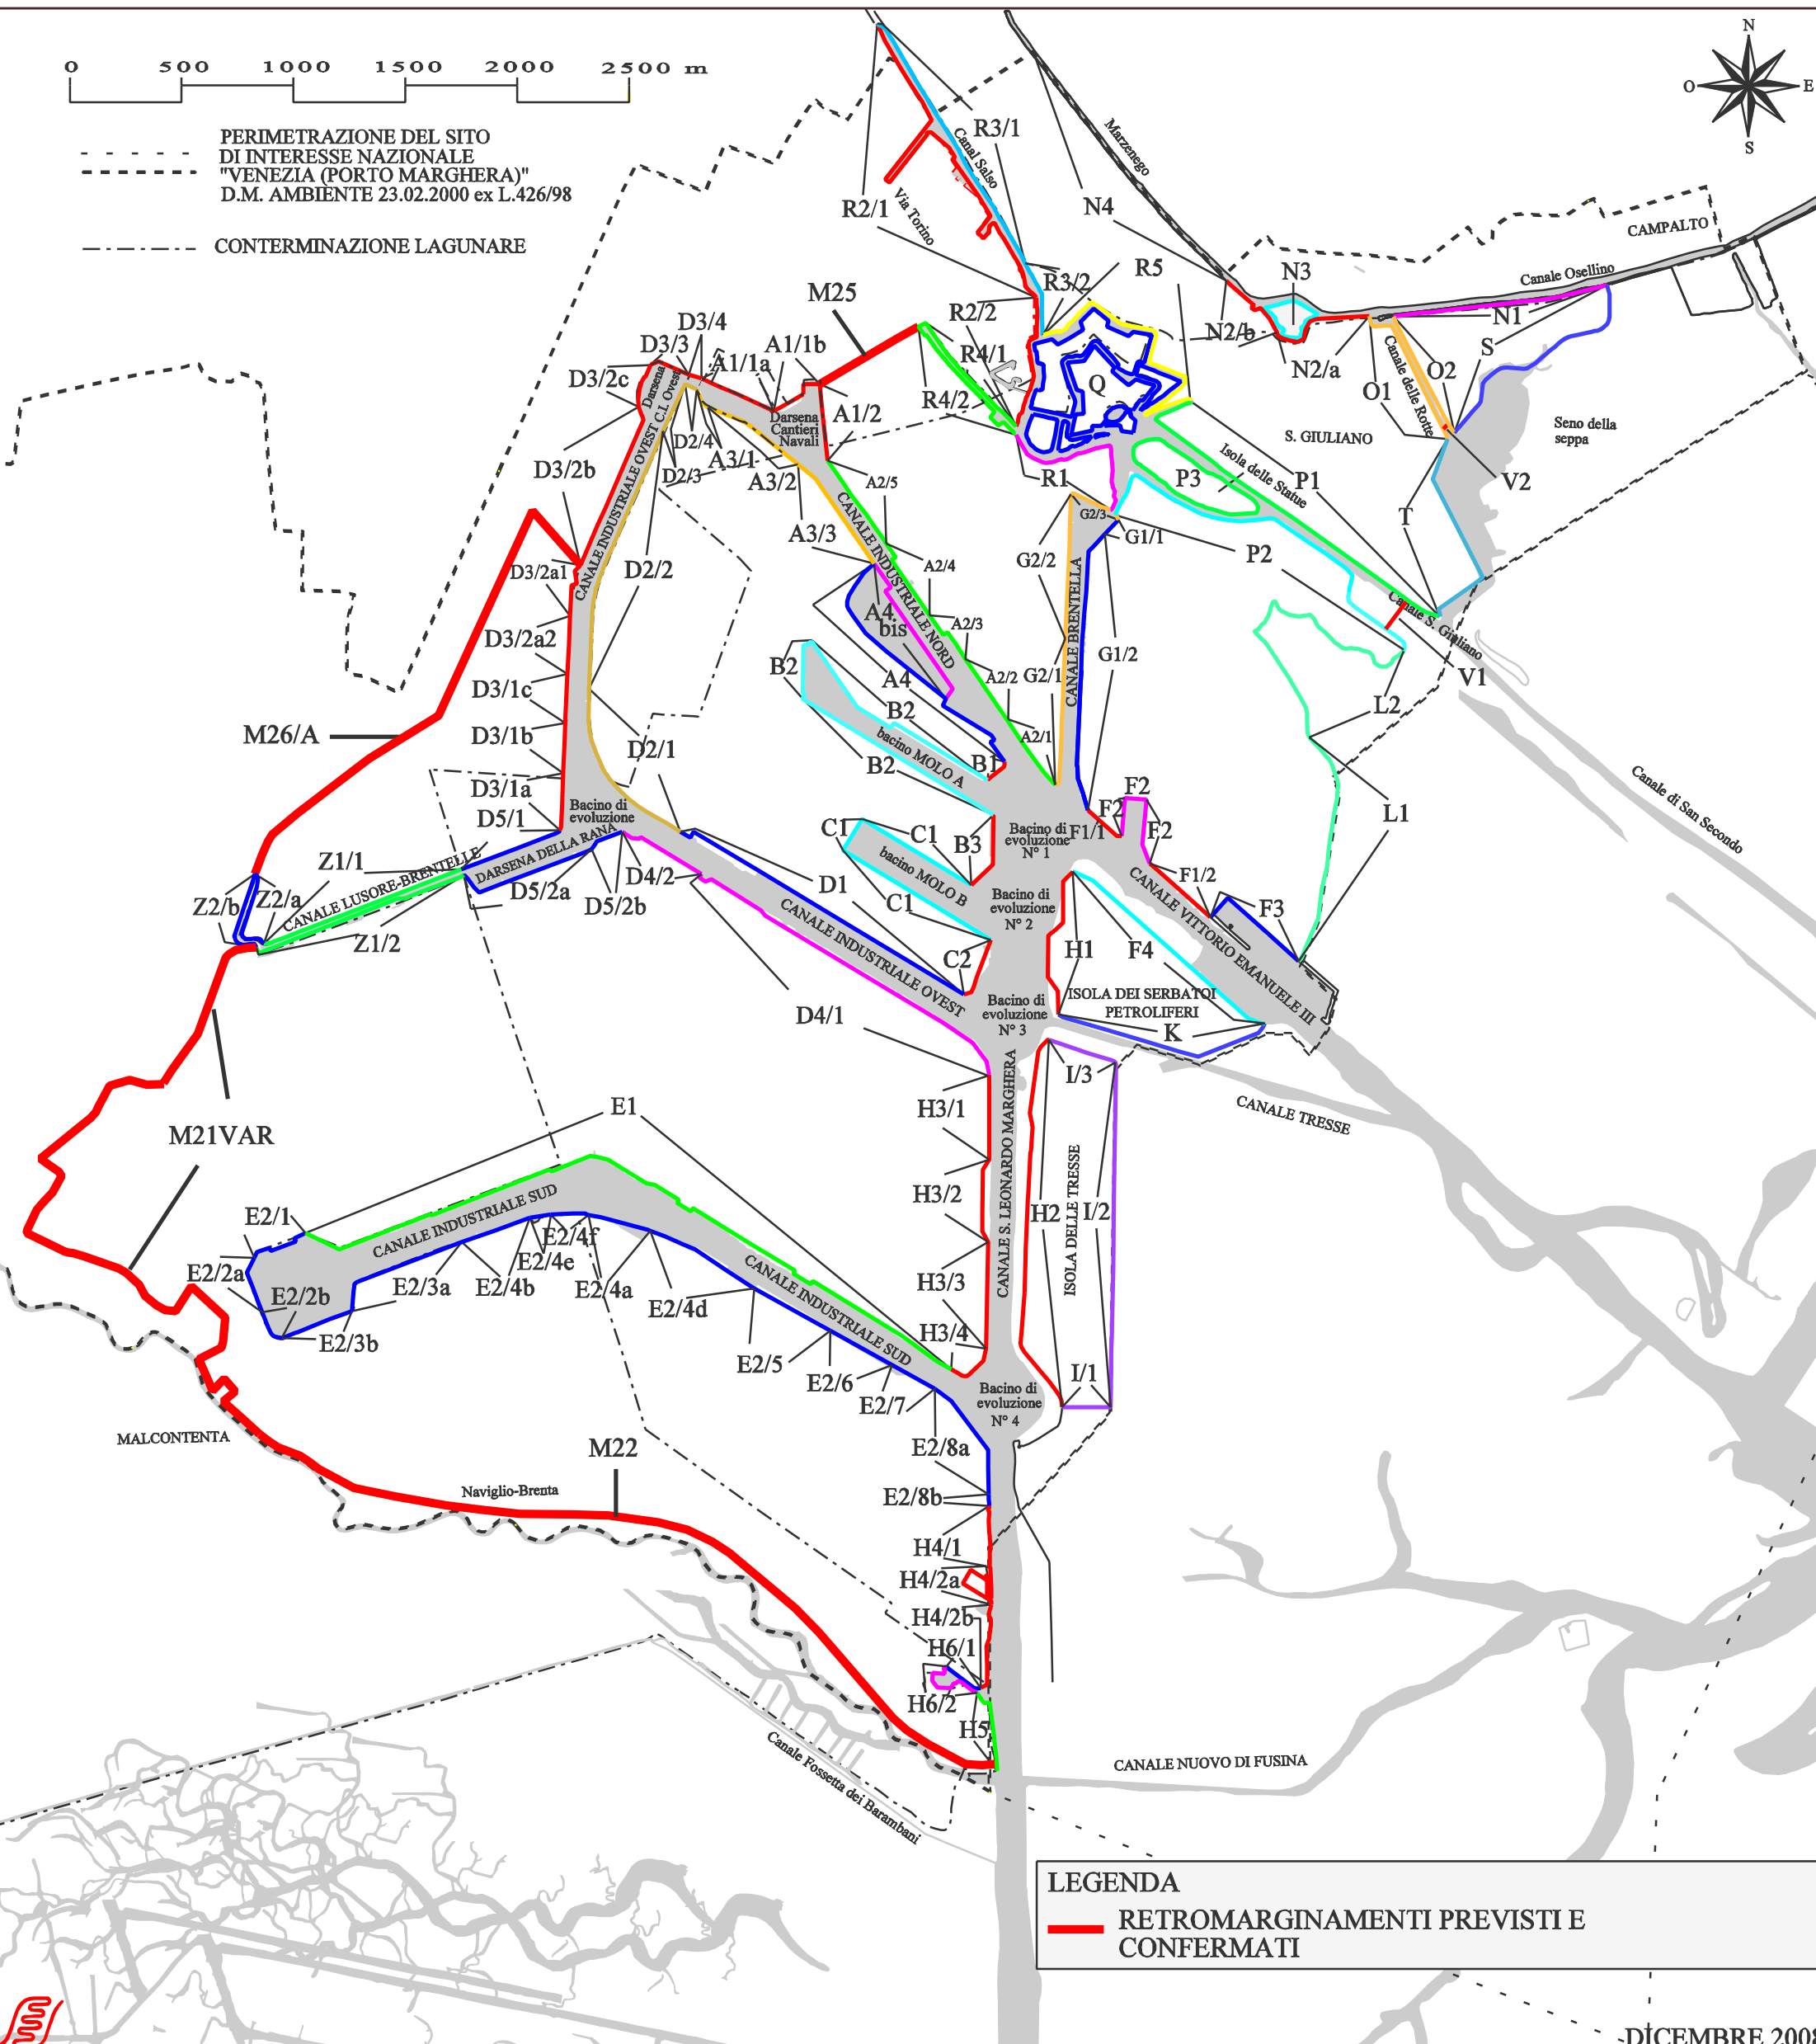 0 500 1000 1500 2000 2500 m
N
O E
S
PERIMETRAZIONE DEL SITO
DI INTERESSE NAZIONALE
"VENEZIA (PORTO MARGHERA)"
D.M. AMBIENTE 23.02.2000 ex L.426/98
CONTERMINAZIONE LAGUNARE
R3/1
Canal Salso
Marzenego
R2/1
Via Torino
N4
CAMPALTO
R5
N3
Canale Osellino
R3/2
M25
R2/2
N2/b
N1
D3/4
D3/3
A1/1b
A1/1a
R4/1
S
D3/2c
Darsena
N2/a
O2
O1
Canale delle Rotte
Q
R4/2
A1/2
Darsena
Cantieri
Navali
Seno della
seppa
S. GIULIANO
D2/4
C.I. Ovest
A3/1
D3/2b
D2/3
A3/2
A2/5
R1
P3
Isola delle Statue
P1
V2
G2/3
T
A3/3
G1/1
CANALE INDUSTRIALE OVEST
CANALE INDUSTRIALE NORD
G2/2
P2
D3/2a1
D2/2
A2/4
A4
bis
A2/3
Canale S. Giuliano
D3/2a2
CANALE BRENTELLA
G1/2
B2
A4
A2/2
G2/1
V1
D3/1c
B2
L2
M26/A
D3/1b
D2/1
bacino MOLO A
A2/1
B2
B1
D3/1a
F2
Canale di San Secondo
D5/1
Bacino di
evoluzione
F2
L1
C1
C1
B3
Bacino di
evoluzione
N° 1
F1/1
F2
DARSENA DELLA RANA
Z1/1
CANALE LUSORE-BRENTELLE
bacino MOLO B
F1/2
D4/2
D1
Z2/b
Z2/a
D5/2a
D5/2b
C1
Bacino di
evoluzione
N° 2
CANALE VITTORIO EMANUELE III
F3
Z1/2
CANALE INDUSTRIALE OVEST
C2
H1
F4
D4/1
Bacino di
evoluzione
N° 3
ISOLA DEI SERBATOI
PETROLIFERI
K
I/3
M21VAR
E1
H3/1
CANALE TRESSE
CANALE S. LEONARDO MARGHERA
ISOLA DELLE TRESSE
H3/2
E2/1
CANALE INDUSTRIALE SUD
H2
I/2
E2/4f
E2/4e
E2/2a
E2/3a
E2/4b
E2/4a
CANALE INDUSTRIALE SUD
H3/3
E2/2b
E2/4d
E2/3b
H3/4
E2/5
I/1
E2/6
E2/7
Bacino di
evoluzione
N° 4
MALCONTENTA
M22
E2/8a
Naviglio-Brenta
E2/8b
H4/1
H4/2a
H4/2b
H6/1
H6/2
H5
Canale Fossetta dei Barambani
CANALE NUOVO DI FUSINA
LEGENDA
RETROMARGINAMENTI PREVISTI E
CONFERMATI